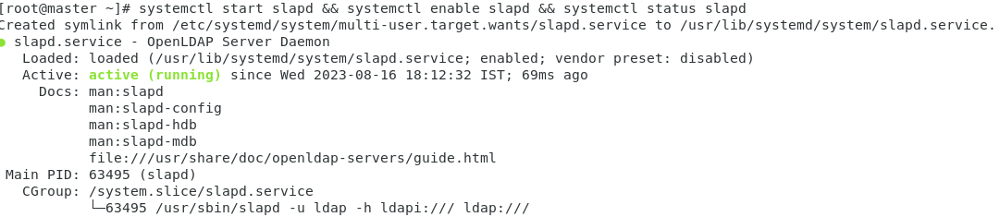 [root@master ~]# systemctl start slapd && systemctl enable slapd && systemctl status slapd
Created symlink from /etc/systemd/system/multi-user.target.wants/slapd.service to /usr/lib/systemd/system/slapd.service.
● slapd.service - OpenLDAP Server Daemon
   Loaded: loaded (/usr/lib/systemd/system/slapd.service; enabled; vendor preset: disabled)
   Active: active (running) since Wed 2023-08-16 18:12:32 IST; 69ms ago
     Docs: man:slapd
           man:slapd-config
           man:slapd-hdb
           man:slapd-mdb
           file:///usr/share/doc/openldap-servers/guide.html
 Main PID: 63495 (slapd)
   CGroup: /system.slice/slapd.service
           └─63495 /usr/sbin/slapd -u ldap -h ldapi:/// ldap:///